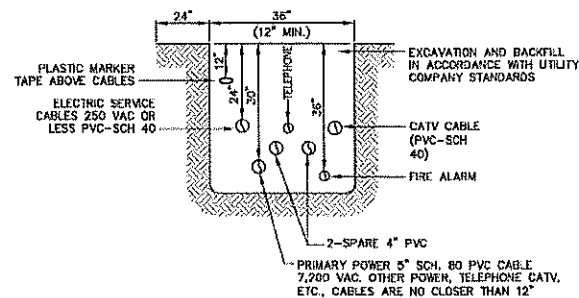 24"
36"
(12" MIN.)
12"
24"
30"
TELEPHONE
36"
PLASTIC MARKER
TAPE ABOVE CABLES
ELECTRIC SERVICE
CABLES 250 VAC OR
LESS PVC-SCH 40
EXCAVATION AND BACKFILL
IN ACCORDANCE WITH UTILITY
COMPANY STANDARDS
CATV CABLE
(PVC-SCH
40)
FIRE ALARM
2-SPARE 4" PVC
PRIMARY POWER 5" SCH. 80 PVC CABLE
7,200 VAC. OTHER POWER, TELEPHONE CATV,
ETC., CABLES ARE NO CLOSER THAN 12"